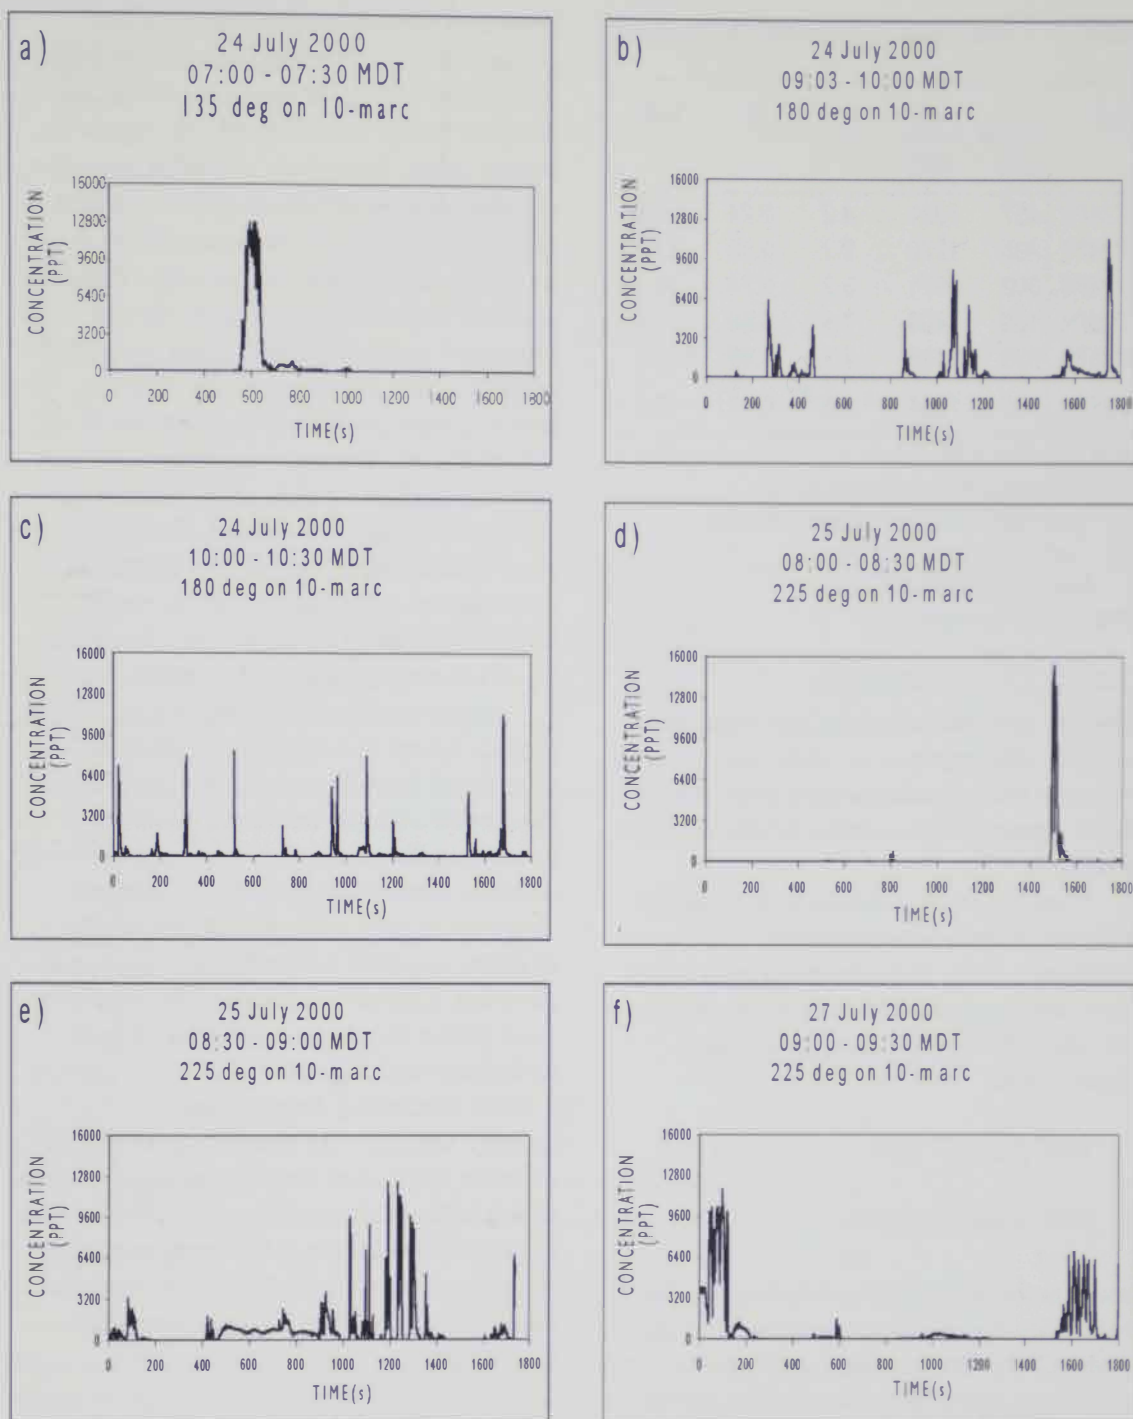 a)
24 July 2000
07:00 - 07:30 MDT
135 deg on 10-marc
CONCENTRATION
(PPT)
15000
12800
9600
6400
3200
0
0 200 400 600 800 1000 1200 1400 1600 1800
TIME(s)
b)
24 July 2000
09:03 - 10:00 MDT
180 deg on 10-marc
CONCENTRATION
(PPT)
16000
12800
9600
6400
3200
0
0 200 400 600 800 1000 1200 1400 1600 1800
TIME(s)
c)
24 July 2000
10:00 - 10:30 MDT
180 deg on 10-marc
CONCENTRATION
(PPT)
16000
12800
9600
6400
3200
0
0 200 400 600 800 1000 1200 1400 1600 1800
TIME(s)
d)
25 July 2000
08:00 - 08:30 MDT
225 deg on 10-marc
CONCENTRATION
(PPT)
16000
12800
9600
6400
3200
0
0 200 400 600 800 1000 1200 1400 1600 1800
TIME(s)
e)
25 July 2000
08:30 - 09:00 MDT
225 deg on 10-marc
CONCENTRATION
(PPT)
16000
12800
9600
6400
3200
0
0 200 400 600 800 1000 1200 1400 1600 1800
TIME(s)
f)
27 July 2000
09:00 - 09:30 MDT
225 deg on 10-marc
CONCENTRATION
(PPT)
16000
12800
9600
6400
3200
0
0 200 400 600 800 1000 1200 1400 1600 1800
TIME(s)